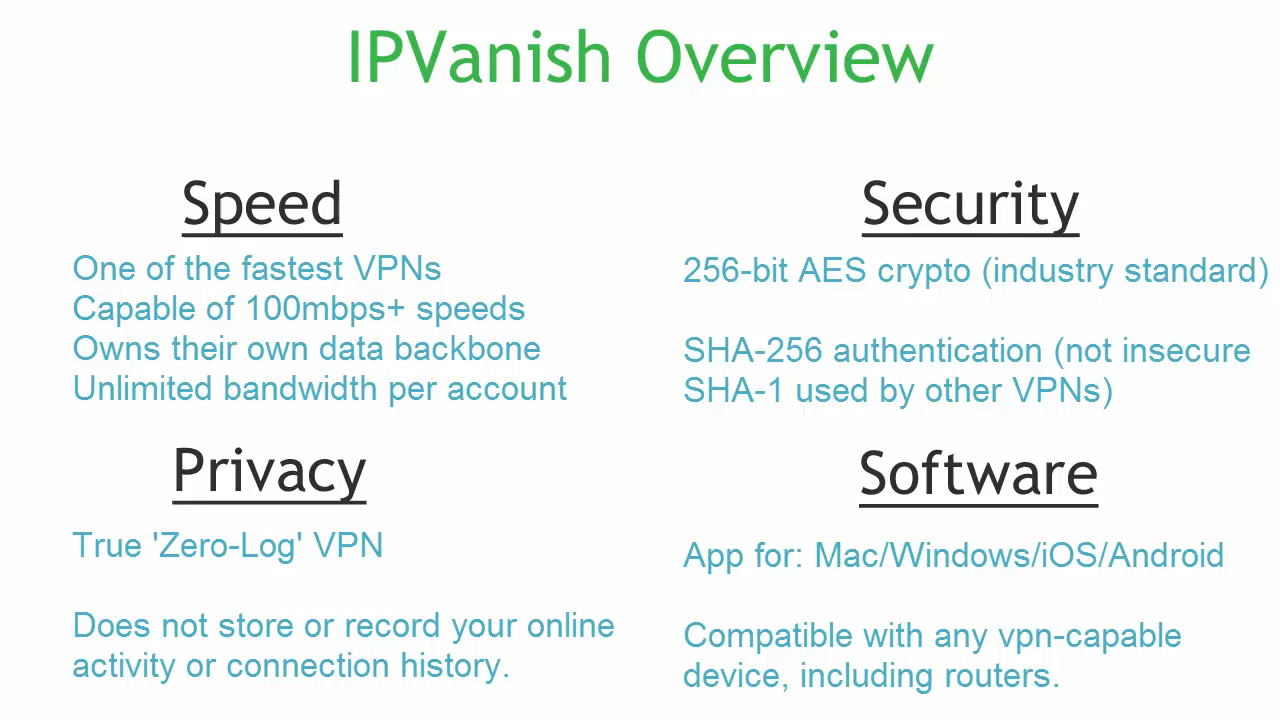 IPVanish Overview
Speed
One of the fastest VPNs
Capable of 100mbps+ speeds
Owns their own data backbone
Unlimited bandwidth per account
Security
256-bit AES crypto (industry standard)
SHA-256 authentication (not insecure
SHA-1 used by other VPNs)
Privacy
True 'Zero-Log' VPN
Does not store or record your online
activity or connection history.
Software
App for: Mac/Windows/iOS/Android
Compatible with any vpn-capable
device, including routers.